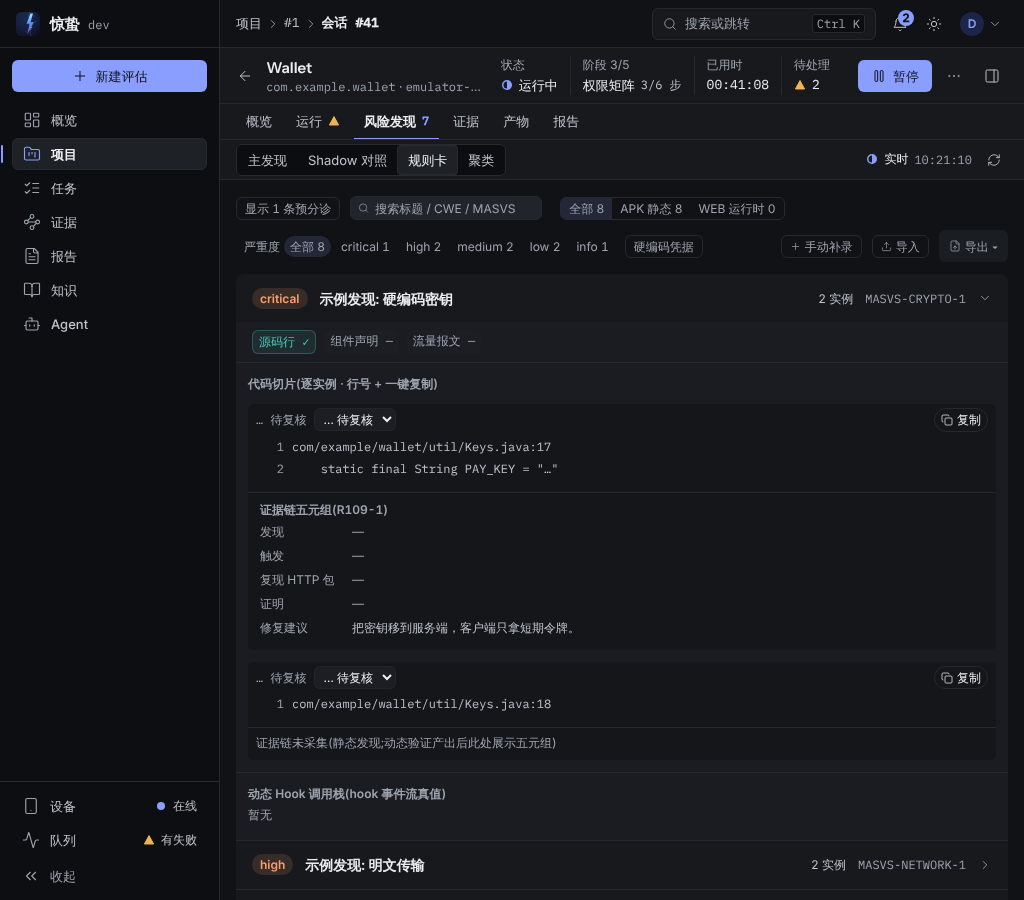 惊蛰 dev
项目 > #1 > 会话 #41
搜索或跳转 Ctrl K
2
D
新建评估
概览
项目
任务
证据
报告
知识
Agent
设备 在线
队列 有失败
收起
Wallet
com.example.wallet · emulator-…
状态
运行中
阶段 3/5
权限矩阵 3/6 步
已用时
00:41:08
待处理
2
暂停
概览 运行 风险发现 7 证据 产物 报告
主发现 Shadow 对照 规则卡 聚类
实时 10:21:10
显示 1 条预分诊 搜索标题 / CWE / MASVS 全部 8 APK 静态 8 WEB 运行时 0
严重度 全部 8 critical 1 high 2 medium 2 low 2 info 1 硬编码凭据 手动补录 导入 导出
critical 示例发现: 硬编码密钥 2 实例 MASVS-CRYPTO-1
源码行 ✓ 组件声明 — 流量报文 —
代码切片(逐实例 · 行号 + 一键复制)
… 待复核 … 待复核 复制
1 com/example/wallet/util/Keys.java:17
2 static final String PAY_KEY = "…"
证据链五元组(R109-1)
发现 —
触发 —
复现 HTTP 包 —
证明 —
修复建议 把密钥移到服务端，客户端只拿短期令牌。
… 待复核 … 待复核 复制
1 com/example/wallet/util/Keys.java:18
证据链未采集(静态发现;动态验证产出后此处展示五元组)
动态 Hook 调用栈(hook 事件流真值)
暂无
high 示例发现: 明文传输 2 实例 MASVS-NETWORK-1